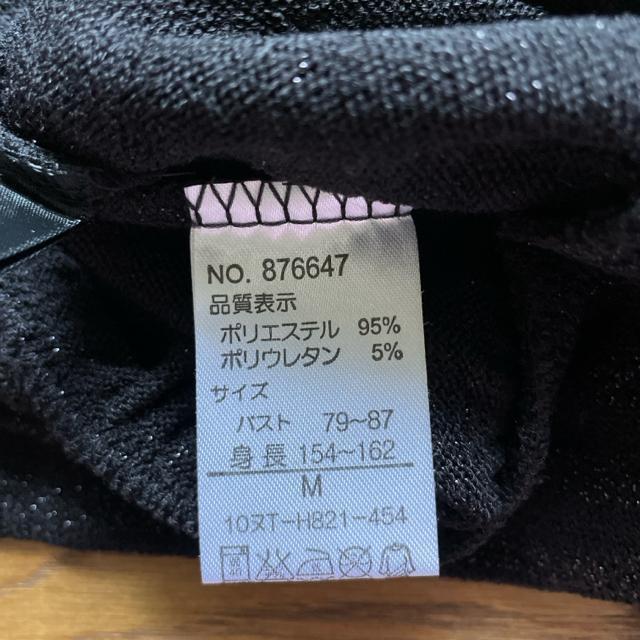 NO. 876647
品質表示
ポリエステル 95%
ポリウレタン 5%
サイズ
バスト 79~87
身長 154~162
M
10ヌT-H821-454